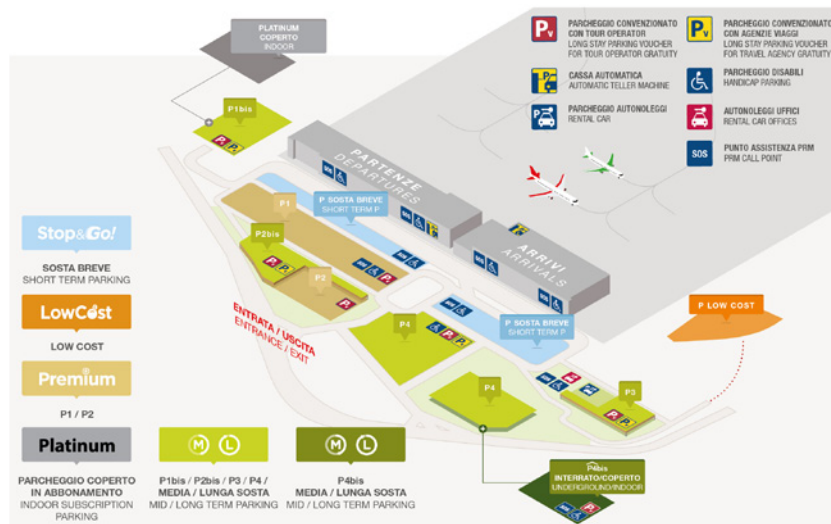 PLATINUM
COPERTO
INDOOR
P1bis
PARTENZE
DEPARTURES
P SOSTA BREVE
SHORT TERM P
P1
P2bis
P2
ARRIVI
ARRIVALS
ENTRATA / USCITA
ENTRANCE / EXIT
P4
P SOSTA BREVE
SHORT TERM P
P LOW COST
P4
P3
P4bis
INTERRATO/COPERTO
UNDERGROUND/INDOOR
PV
PARCHEGGIO CONVENZIONATO
CON TOUR OPERATOR
LONG STAY PARKING VOUCHER
FOR TOUR OPERATOR GRATUITY
PV
PARCHEGGIO CONVENZIONATO
CON AGENZIE VIAGGI
LONG STAY PARKING VOUCHER
FOR TRAVEL AGENCY GRATUITY
CASSA AUTOMATICA
AUTOMATIC TELLER MACHINE
PARCHEGGIO DISABILI
HANDICAP PARKING
PARCHEGGIO AUTONOLEGGI
RENTAL CAR
AUTONOLEGGI UFFICI
RENTAL CAR OFFICES
SOS
PUNTO ASSISTENZA PRM
PRM CALL POINT
Stop&Go!
SOSTA BREVE
SHORT TERM PARKING
LowCost
LOW COST
Premium
P1 / P2
Platinum
PARCHEGGIO COPERTO
IN ABBONAMENTO
INDOOR SUBSCRIPTION
PARKING
M L
P1bis / P2bis / P3 / P4 /
MEDIA / LUNGA SOSTA
MID / LONG TERM PARKING
M L
P4bis
MEDIA / LUNGA SOSTA
MID / LONG TERM PARKING